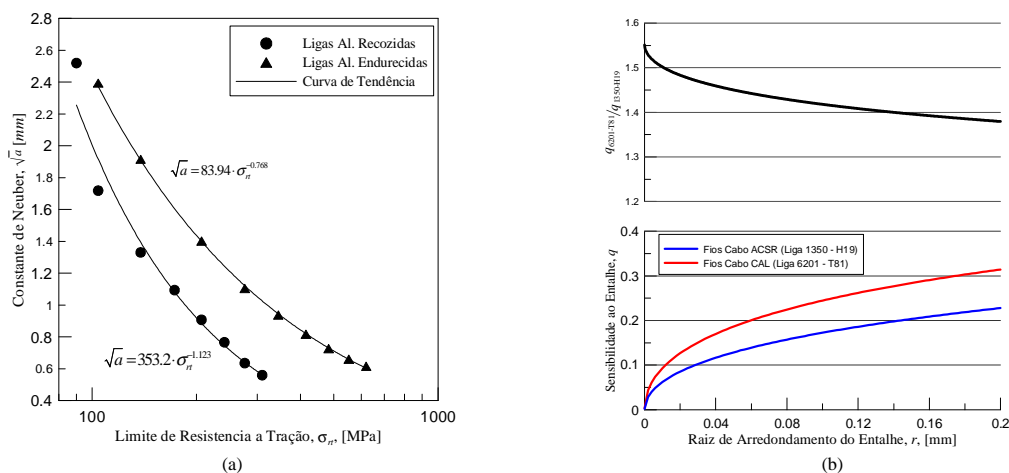 2.8
2.6
2.4
2.2
2
1.8
1.6
1.4
1.2
1
0.8
0.6
0.4
Constante de Neuber, √a [mm]
Ligas Al. Recozidas
Ligas Al. Endurecidas
Curva de Tendência
√a = 83.94·σrt^-0.768
√a = 353.2·σrt^-1.123
100
1000
Limite de Resistencia a Tração, σrt, [MPa]
(a)
1.6
1.5
1.4
1.3
1.2
q6201-T81/q1350-H19
0.4
0.3
0.2
0.1
0
Sensibilidade ao Entalhe, q
Fios Cabo ACSR (Liga 1350 - H19)
Fios Cabo CAL (Liga 6201 - T81)
0
0.04
0.08
0.12
0.16
0.2
Raiz de Arredondamento do Entalhe, r, [mm]
(b)